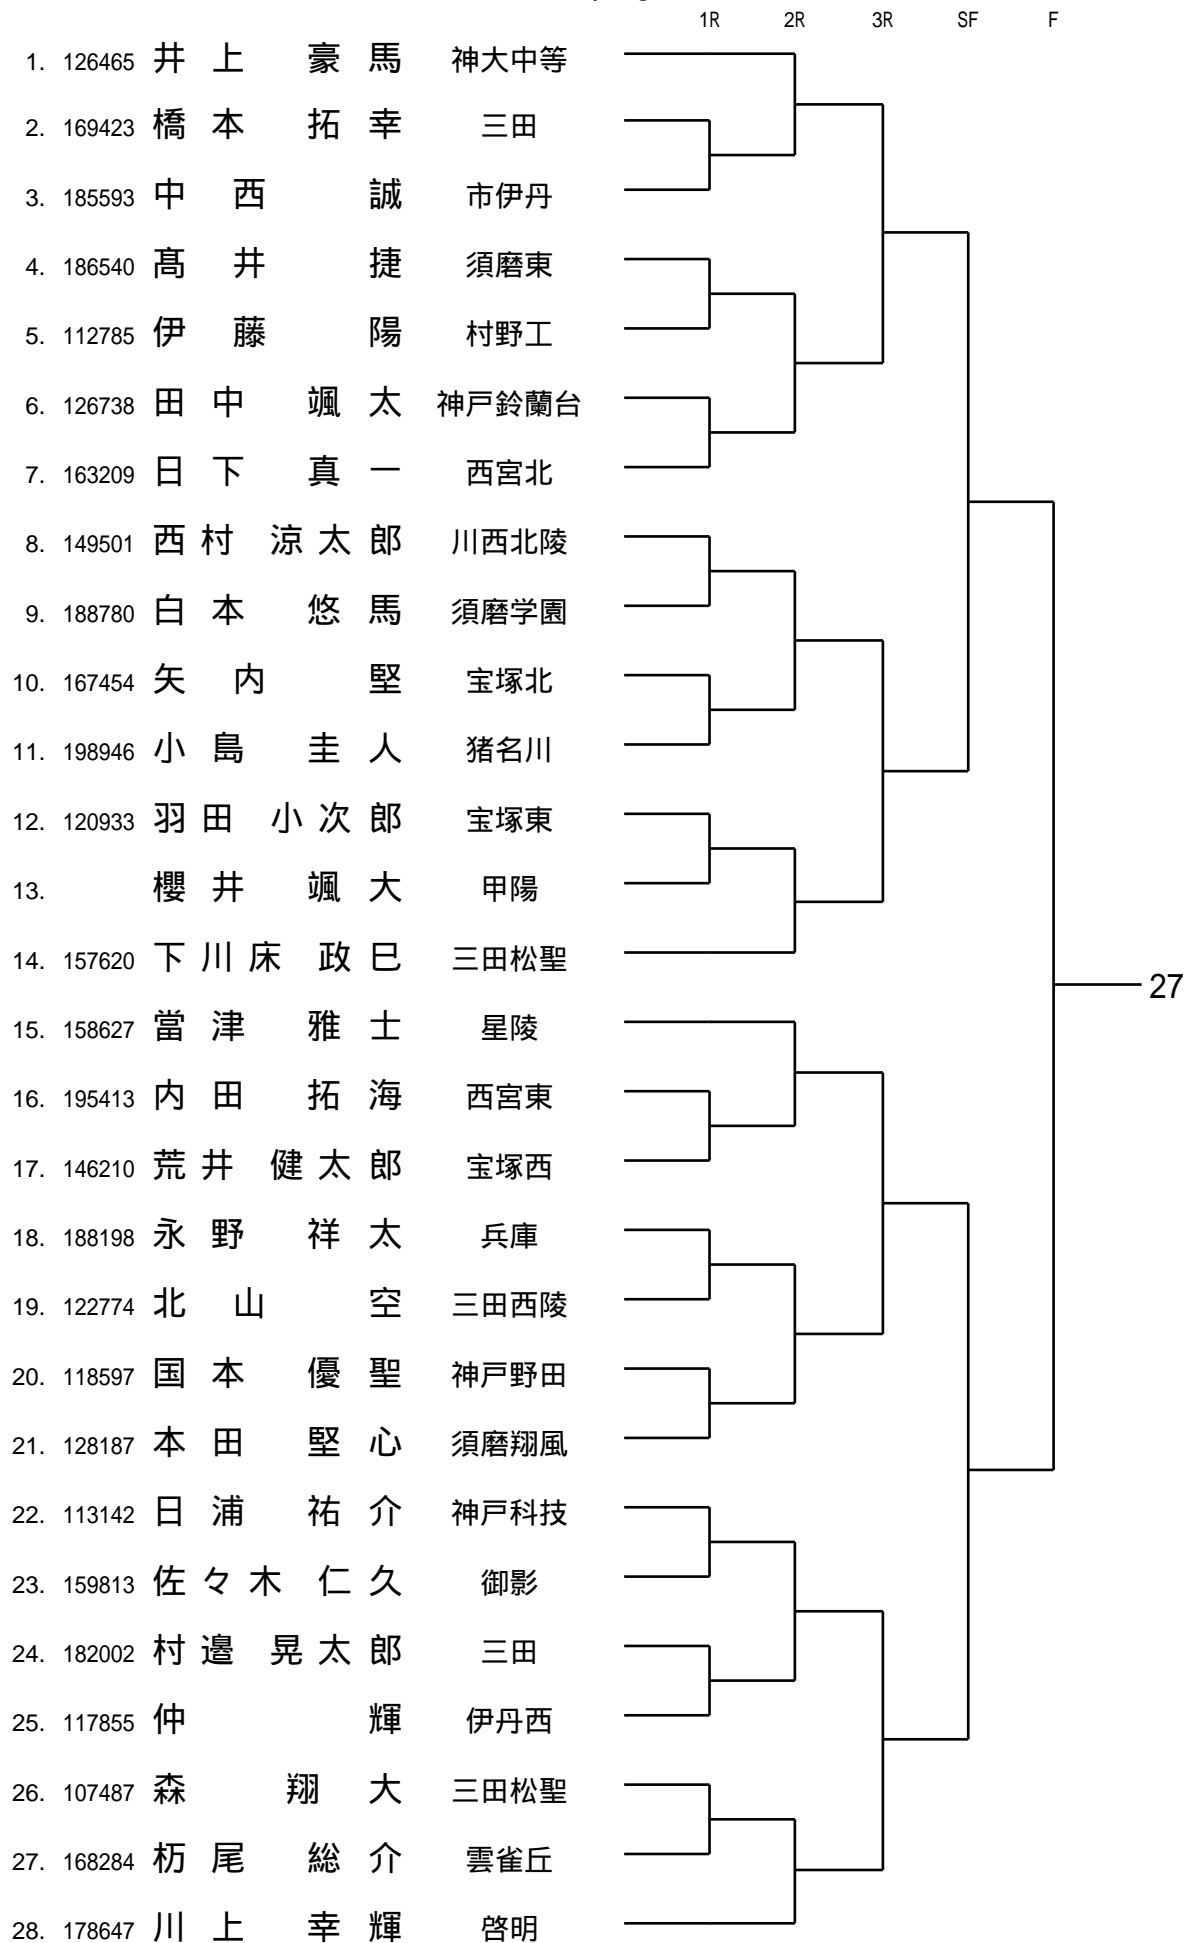 1R 2R 3R SF F
1. 126465 井上 豪馬 神大中等
2. 169423 橋本 拓幸 三田
3. 185593 中西 誠 市伊丹
4. 186540 髙井 捷 須磨東
5. 112785 伊藤 陽 村野工
6. 126738 田中 颯太 神戸鈴蘭台
7. 163209 日下 真一 西宮北
8. 149501 西村 涼太郎 川西北陵
9. 188780 白本 悠馬 須磨学園
10. 167454 矢内 堅 宝塚北
11. 198946 小島 圭人 猪名川
12. 120933 羽田 小次郎 宝塚東
13. 櫻井 颯大 甲陽
14. 157620 下川床 政巳 三田松聖
27
15. 158627 當津 雅士 星陵
16. 195413 内田 拓海 西宮東
17. 146210 荒井 健太郎 宝塚西
18. 188198 永野 祥太 兵庫
19. 122774 北山 空 三田西陵
20. 118597 国本 優聖 神戸野田
21. 128187 本田 堅心 須磨翔風
22. 113142 日浦 祐介 神戸科技
23. 159813 佐々木 仁久 御影
24. 182002 村邉 晃太郎 三田
25. 117855 仲 輝 伊丹西
26. 107487 森 翔大 三田松聖
27. 168284 栃尾 総介 雲雀丘
28. 178647 川上 幸輝 啓明